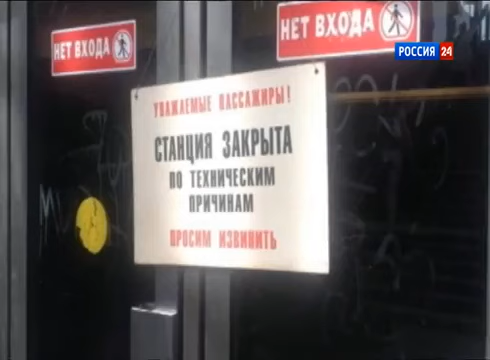 НЕТ ВХОДА
НЕТ ВХОДА
РОССИЯ 24
УВАЖАЕМЫЕ ПАССАЖИРЫ!
СТАНЦИЯ ЗАКРЫТА
ПО ТЕХНИЧЕСКИМ
ПРИЧИНАМ
ПРОСИМ ИЗВИНИТЬ